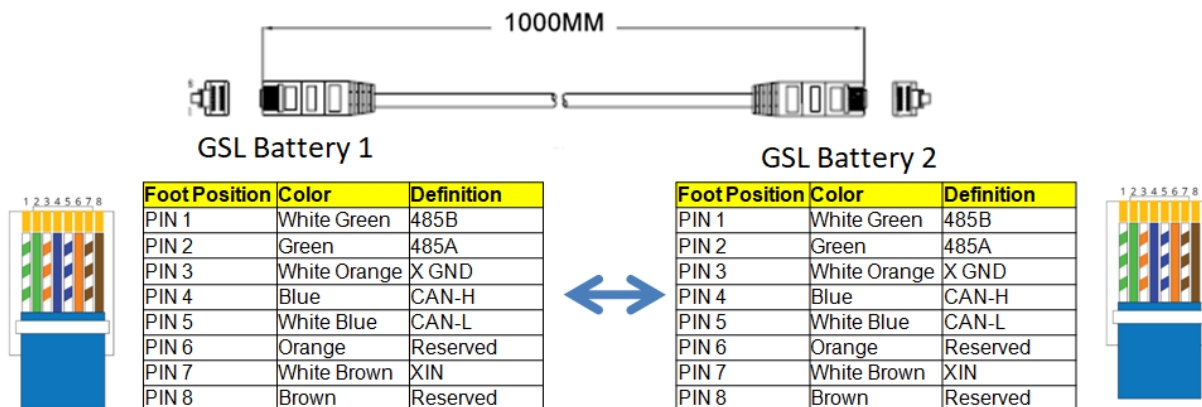 1000MM
GSL Battery 1
GSL Battery 2
1 2 3 4 5 6 7 8
Foot Position Color Definition
PIN 1 White Green 485B
PIN 2 Green 485A
PIN 3 White Orange X GND
PIN 4 Blue CAN-H
PIN 5 White Blue CAN-L
PIN 6 Orange Reserved
PIN 7 White Brown XIN
PIN 8 Brown Reserved
Foot Position Color Definition
PIN 1 White Green 485B
PIN 2 Green 485A
PIN 3 White Orange X GND
PIN 4 Blue CAN-H
PIN 5 White Blue CAN-L
PIN 6 Orange Reserved
PIN 7 White Brown XIN
PIN 8 Brown Reserved
1 2 3 4 5 6 7 8